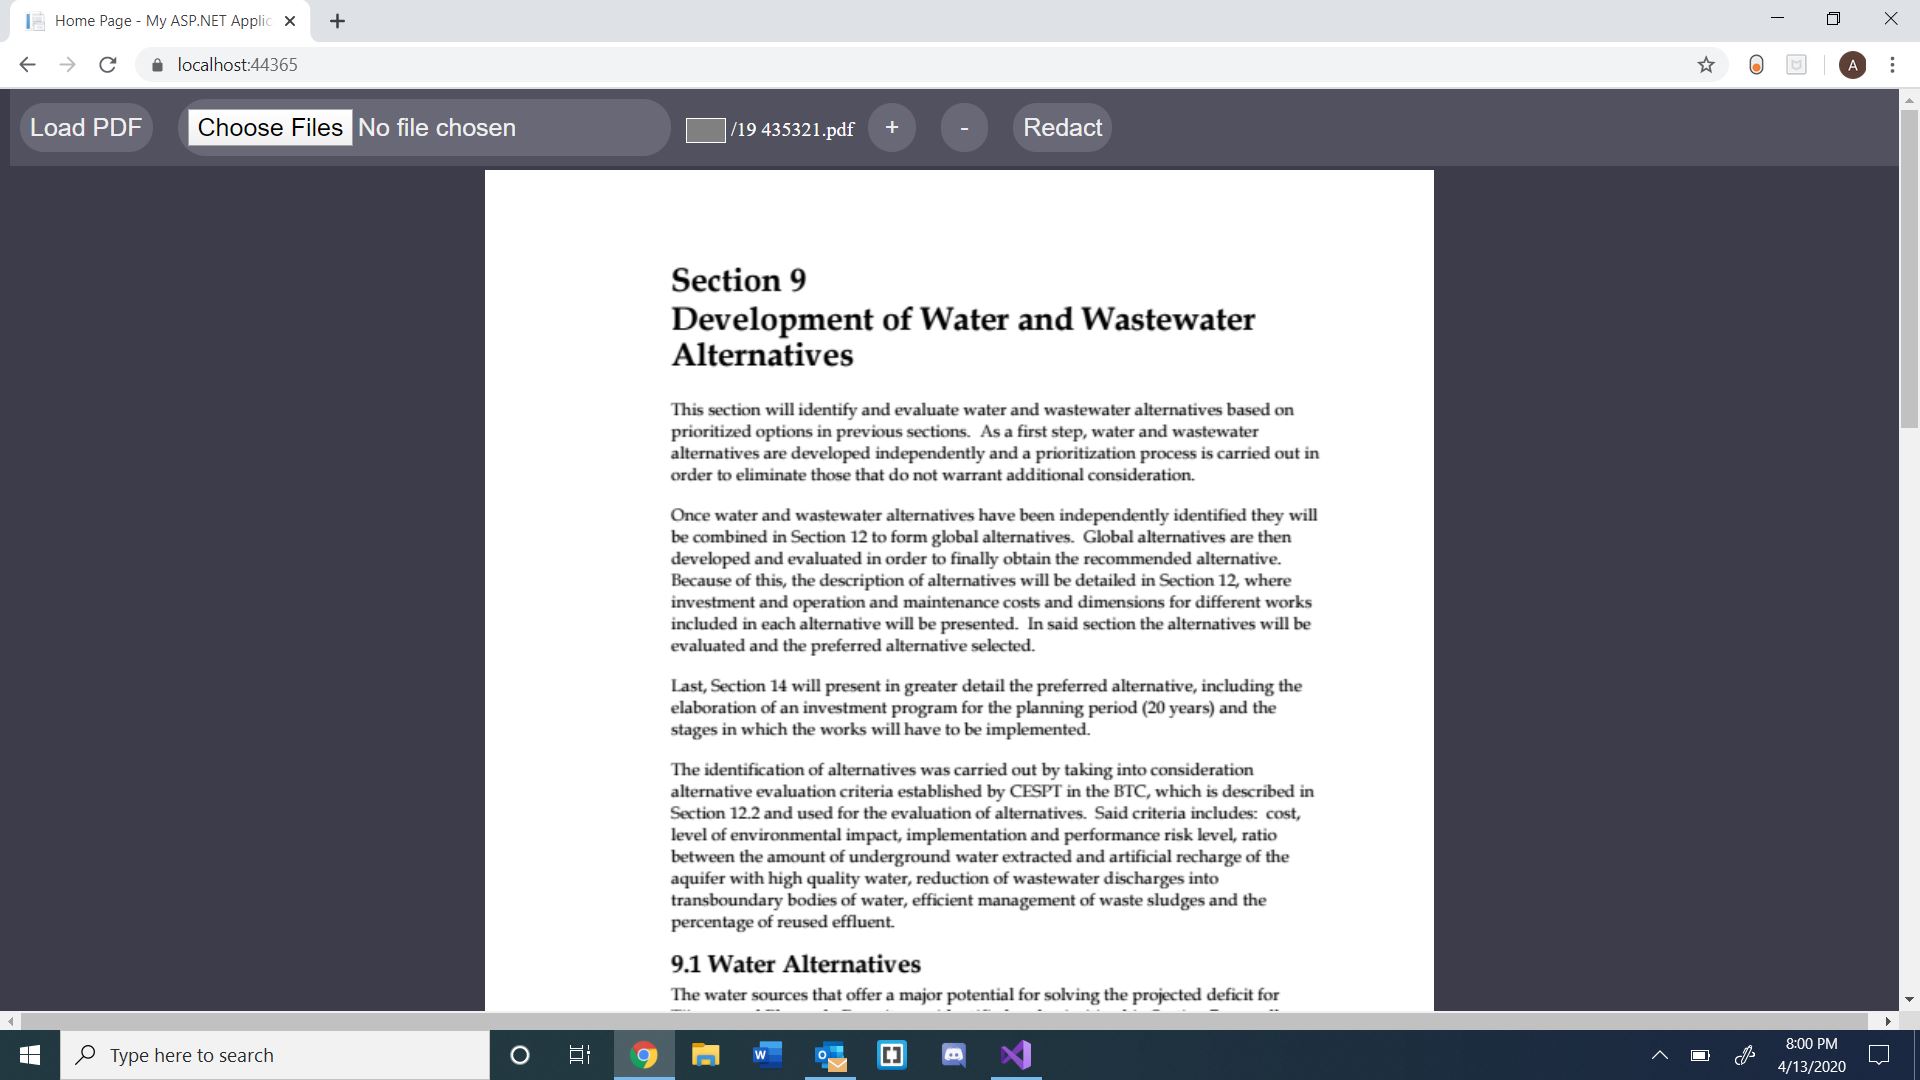 Home Page - My ASP.NET Applic
localhost:44365
A
Load PDF
Choose Files No file chosen
/19 435321.pdf
+
-
Redact
Section 9
Development of Water and Wastewater
Alternatives
This section will identify and evaluate water and wastewater alternatives based on
prioritized options in previous sections. As a first step, water and wastewater
alternatives are developed independently and a prioritization process is carried out in
order to eliminate those that do not warrant additional consideration.
Once water and wastewater alternatives have been independently identified they will
be combined in Section 12 to form global alternatives. Global alternatives are then
developed and evaluated in order to finally obtain the recommended alternative.
Because of this, the description of alternatives will be detailed in Section 12, where
investment and operation and maintenance costs and dimensions for different works
included in each alternative will be presented. In said section the alternatives will be
evaluated and the preferred alternative selected.
Last, Section 14 will present in greater detail the preferred alternative, including the
elaboration of an investment program for the planning period (20 years) and the
stages in which the works will have to be implemented.
The identification of alternatives was carried out by taking into consideration
alternative evaluation criteria established by CESPT in the BTC, which is described in
Section 12.2 and used for the evaluation of alternatives. Said criteria includes: cost,
level of environmental impact, implementation and performance risk level, ratio
between the amount of underground water extracted and artificial recharge of the
aquifer with high quality water, reduction of wastewater discharges into
transboundary bodies of water, efficient management of waste sludges and the
percentage of reused effluent.
9.1 Water Alternatives
The water sources that offer a major potential for solving the projected deficit for
Type here to search
8:00 PM
4/13/2020